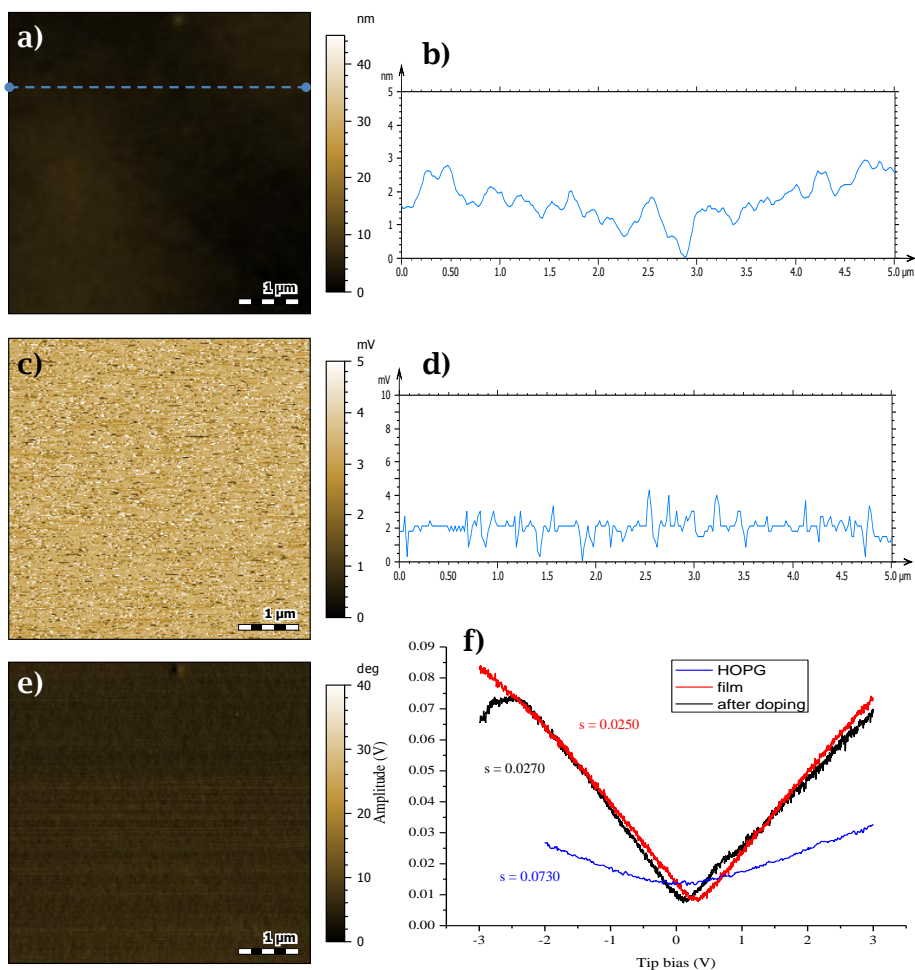 a)
nm
40
30
20
10
0
1 μm
b)
nm
5
4
3
2
1
0
0.0 0.50 1.0 1.5 2.0 2.5 3.0 3.5 4.0 4.5 5.0 μm
c)
mV
5
4
3
2
1
0
1 μm
d)
mV
10
8
6
4
2
0
0.0 0.50 1.0 1.5 2.0 2.5 3.0 3.5 4.0 4.5 5.0 μm
e)
deg
40
30
20
10
0
1 μm
f)
Amplitude (V)
0.09
0.08
0.07
0.06
0.05
0.04
0.03
0.02
0.01
0.00
HOPG
film
after doping
s = 0.0250
s = 0.0270
s = 0.0730
-3 -2 -1 0 1 2 3
Tip bias (V)